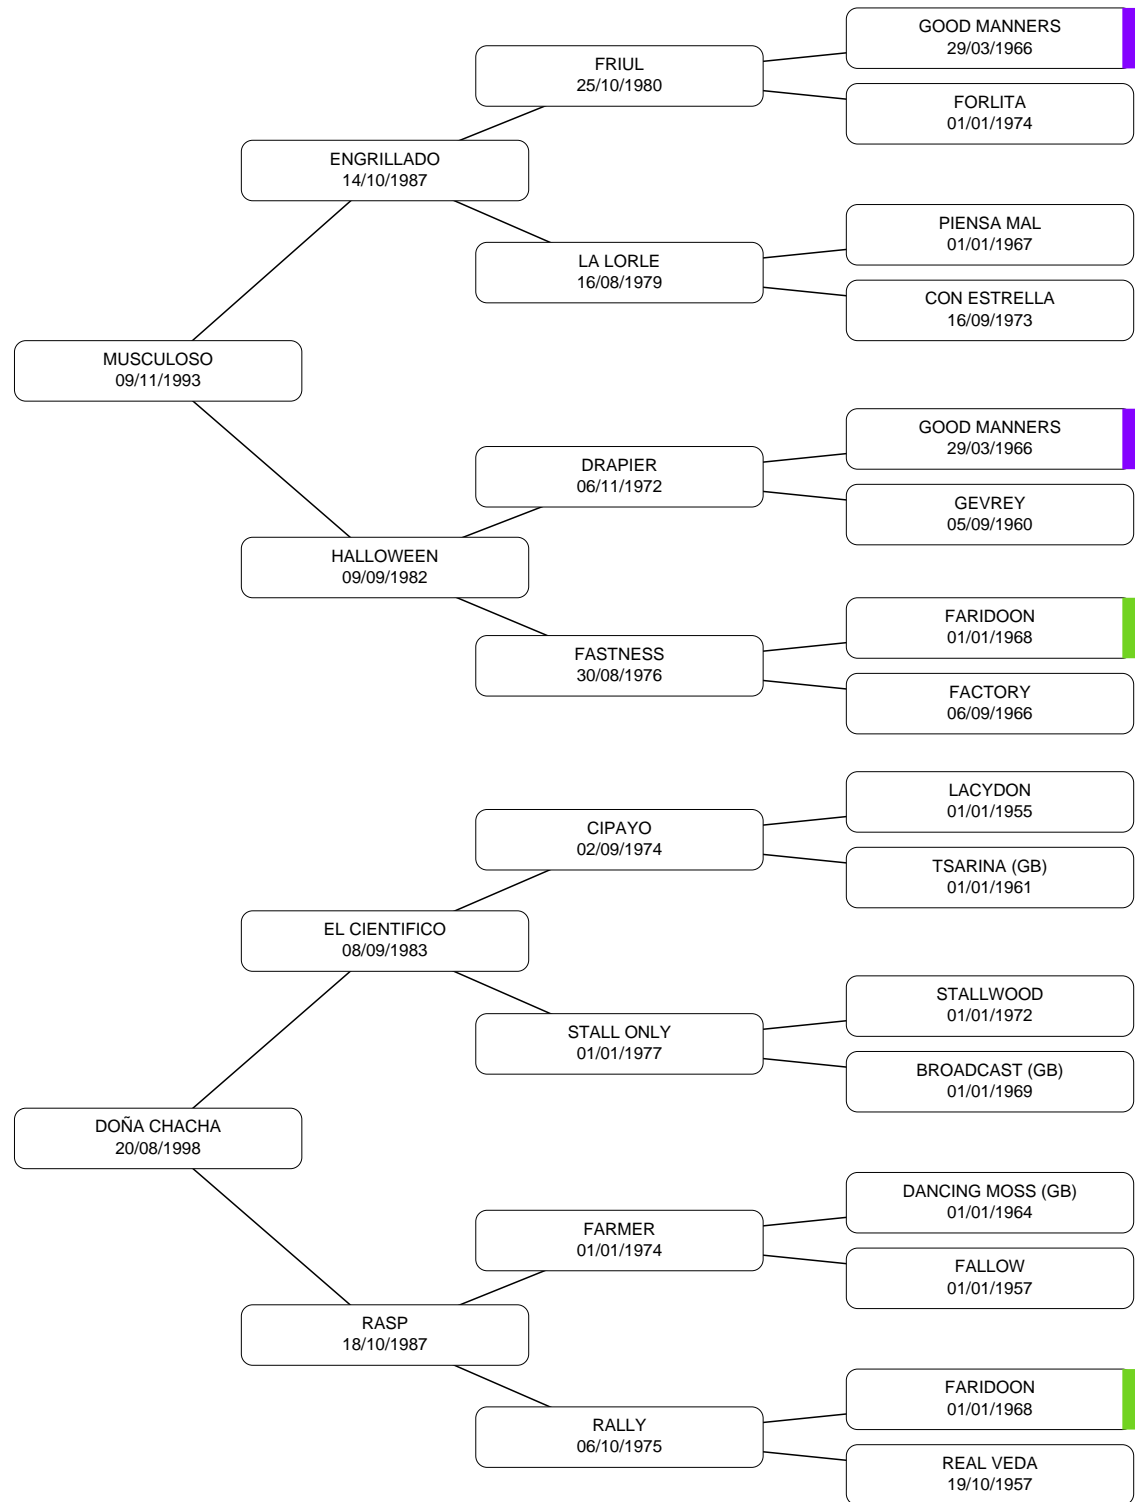 GOOD MANNERS
29/03/1966
FRIUL
25/10/1980
FORLITA
01/01/1974
ENGRILLADO
14/10/1987
PIENSA MAL
01/01/1967
LA LORLE
16/08/1979
CON ESTRELLA
16/09/1973
MUSCULOSO
09/11/1993
GOOD MANNERS
29/03/1966
DRAPIER
06/11/1972
GEVREY
05/09/1960
HALLOWEEN
09/09/1982
FARIDOON
01/01/1968
FASTNESS
30/08/1976
FACTORY
06/09/1966
LACYDON
01/01/1955
CIPAYO
02/09/1974
TSARINA (GB)
01/01/1961
EL CIENTIFICO
08/09/1983
STALLWOOD
01/01/1972
STALL ONLY
01/01/1977
BROADCAST (GB)
01/01/1969
DOÑA CHACHA
20/08/1998
DANCING MOSS (GB)
01/01/1964
FARMER
01/01/1974
FALLOW
01/01/1957
RASP
18/10/1987
FARIDOON
01/01/1968
RALLY
06/10/1975
REAL VEDA
19/10/1957